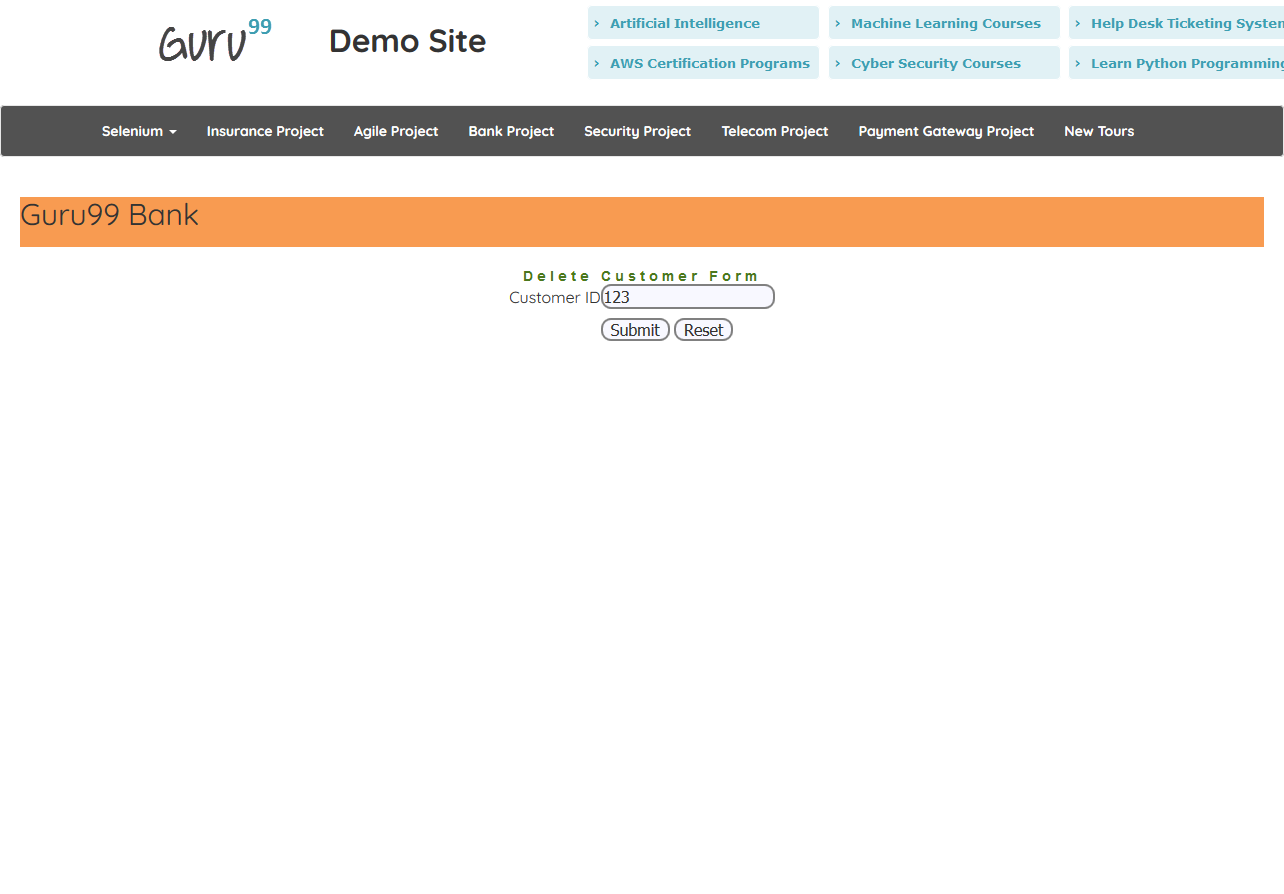 Guru99
Demo Site
› Artificial Intelligence
› Machine Learning Courses
› Help Desk Ticketing System
› AWS Certification Programs
› Cyber Security Courses
› Learn Python Programming
Selenium Insurance Project Agile Project Bank Project Security Project Telecom Project Payment Gateway Project New Tours
Guru99 Bank
Delete Customer Form
Customer ID 123
Submit Reset